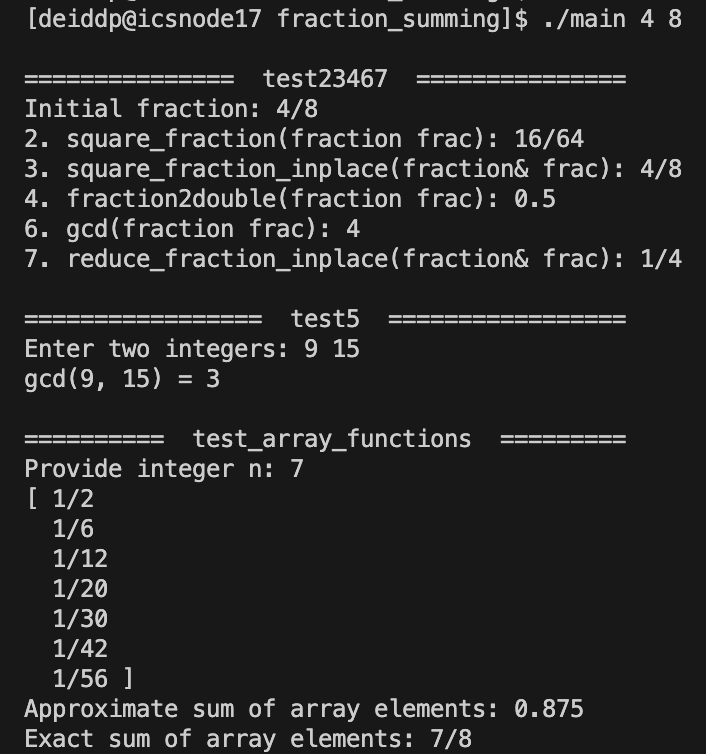 [deiddp@icsnode17 fraction_summing]$ ./main 4 8
===============  test23467  ===============
Initial fraction: 4/8
2. square_fraction(fraction frac): 16/64
3. square_fraction_inplace(fraction& frac): 4/8
4. fraction2double(fraction frac): 0.5
6. gcd(fraction frac): 4
7. reduce_fraction_inplace(fraction& frac): 1/4
=================  test5  =================
Enter two integers: 9 15
gcd(9, 15) = 3
==========  test_array_functions  =========
Provide integer n: 7
[ 1/2
  1/6
  1/12
  1/20
  1/30
  1/42
  1/56 ]
Approximate sum of array elements: 0.875
Exact sum of array elements: 7/8